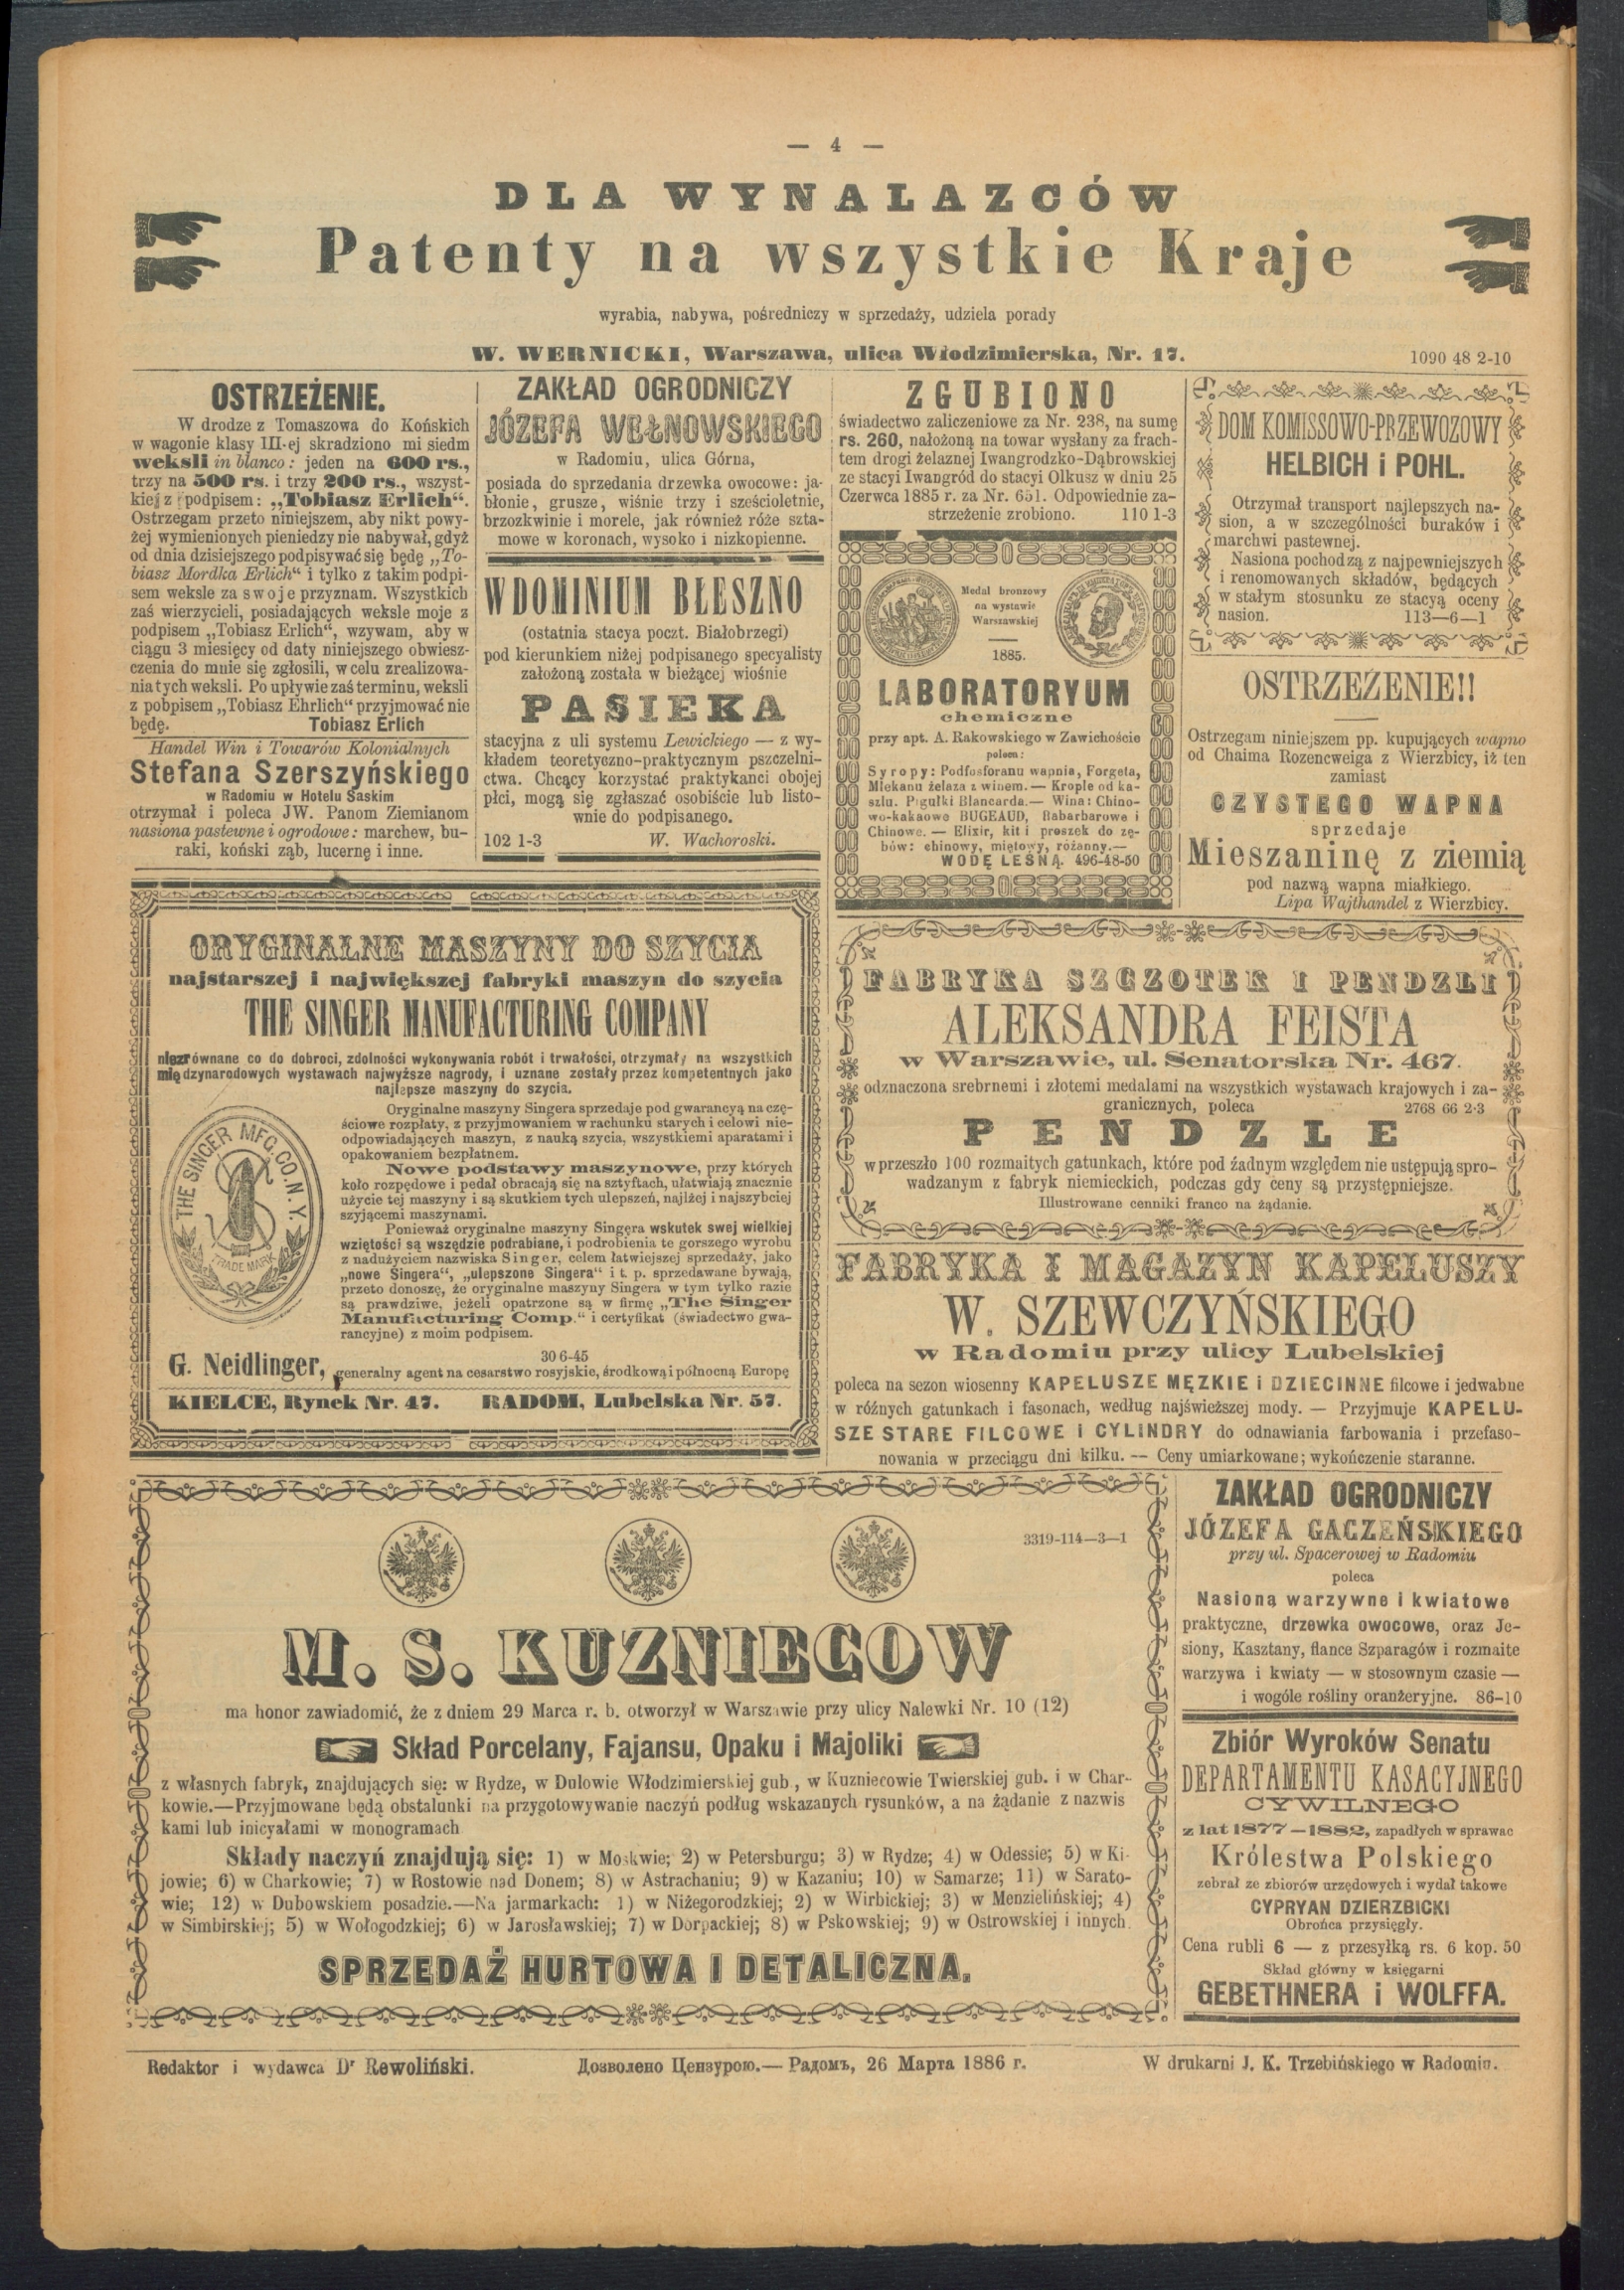 — 4 —
DLA WYNALAZCÓW
Patenty na wszystkie Kraje
wyrabia, nabywa, pośredniczy w sprzedaży, udziela porady
W. WERNICKI, Warszawa, ulica Włodzimierska, Nr. 17.
1090 48 2-10
OSTRZEŻENIE.
W drodze z Tomaszowa do Końskich
w wagonie klasy III-ej skradziono mi siedm
weksli in blanco: jeden na 600 rs.,
trzy na 500 rs. i trzy 200 rs., wszyst-
kie z podpisem: „Tobiasz Erlich“.
Ostrzegam przeto niniejszem, aby nikt powy-
żej wymienionych pieniedzy nie nabywał, gdyż
od dnia dzisiejszego podpisywać się będę „To-
biasz Mordka Erlich“ i tylko z takim podpi-
sem weksle za swoje przyznam. Wszystkich
zaś wierzycieli, posiadających weksle moje z
podpisem „Tobiasz Erlich“, wzywam, aby w
ciągu 3 miesięcy od daty niniejszego obwiesz-
czenia do mnie się zgłosili, w celu zrealizowa-
nia tych weksli. Po upływie zaś terminu, weksli
z pobpisem „Tobiasz Ehrlich“ przyjmować nie
będę. Tobiasz Erlich
Handel Win i Towarów Kolonialnych
Stefana Szerszyńskiego
w Radomiu w Hotelu Saskim
otrzymał i poleca JW. Panom Ziemianom
nasiona pastewne i ogrodowe: marchew, bu-
raki, koński ząb, lucernę i inne.
ZAKŁAD OGRODNICZY
JÓZEFA WEŁNOWSKIEGO
w Radomiu, ulica Górna,
posiada do sprzedania drzewka owocowe: ja-
błonie, grusze, wiśnie trzy i sześcioletnie,
brzozkwinie i morele, jak również róże szta-
mowe w koronach, wysoko i nizkopienne.
W DOMINIUM BŁESZNO
(ostatnia stacya poczt. Białobrzegi)
pod kierunkiem niżej podpisanego specyalisty
założoną została w bieżącej wiośnie
PASIEKA
stacyjna z uli systemu Lewickiego — z wy-
kładem teoretyczno-praktycznym pszczelni-
ctwa. Chcący korzystać praktykanci obojej
płci, mogą się zgłaszać osobiście lub listo-
wnie do podpisanego.
102 1-3 W. Wachoroski.
ZGUBIONO
świadectwo zaliczeniowe za Nr. 238, na sumę
rs. 260, nałożoną na towar wysłany za frach-
tem drogi żelaznej Iwangrodzko-Dąbrowskiej
ze stacyi Iwangród do stacyi Olkusz w dniu 25
Czerwca 1885 r. za Nr. 651. Odpowiednie za-
strzeżenie zrobiono. 110 1-3
Medal bronzowy
na wystawie
Warszawskiej
1885.
LABORATORYUM
chemiczne
przy apt. A. Rakowskiego w Zawichoście
poleca:
Syropy: Podfosforanu wapnia, Forgeta,
Mlekanu żelaza z winem. — Krople od ka-
szlu. Pigułki Blancarda. — Wina: Chino-
wo-kakaowe BUGEAUD, Rabarbarowe i
Chinowe. — Elixir, kit i proszek do zę-
bów: chinowy, miętowy, różanny.—
WODĘ LEŚNĄ. 496-48-50
DOM KOMISSOWO-PRZEWOZOWY
HELBICH i POHL.
Otrzymał transport najlepszych na-
sion, a w szczególności buraków i
marchwi pastewnej.
Nasiona pochodzą z najpewniejszych
i renomowanych składów, będących
w stałym stosunku ze stacyą oceny
nasion. 113—6—1
OSTRZEŻENIE!!
Ostrzegam niniejszem pp. kupujących wapno
od Chaima Rozencweiga z Wierzbicy, iż ten
zamiast
CZYSTEGO WAPNA
sprzedaje
Mieszaninę z ziemią
pod nazwą wapna miałkiego.
Lipa Wajthandel z Wierzbicy.
ORYGINALNE MASZYNY DO SZYCIA
najstarszej i największej fabryki maszyn do szycia
THE SINGER MANUFACTURING COMPANY
niezrównane co do dobroci, zdolności wykonywania robót i trwałości, otrzymały na wszystkich
międzynarodowych wystawach najwyższe nagrody, i uznane zostały przez kompetentnych jako
najlepsze maszyny do szycia.
THE SINGER MFG. CO. N. Y.
TRADE MARK
Oryginalne maszyny Singera sprzedaje pod gwarancyą na czę-
ściowe rozpłaty, z przyjmowaniem w rachunku starych i celowi nie-
odpowiadających maszyn, z nauką szycia, wszystkiemi aparatami i
opakowaniem bezpłatnem.
Nowe podstawy maszynowe, przy których
koło rozpędowe i pedał obracają się na sztyftach, ułatwiają znacznie
użycie tej maszyny i są skutkiem tych ulepszeń, najlżej i najszybciej
szyjącemi maszynami.
Ponieważ oryginalne maszyny Singera wskutek swej wielkiej
wziętości są wszędzie podrabiane, i podrobienia te gorszego wyrobu
z nadużyciem nazwiska Singer, celem łatwiejszej sprzedaży, jako
„nowe Singera“, „ulepszone Singera“ i t. p. sprzedawane bywają,
przeto donoszę, że oryginalne maszyny Singera w tym tylko razie
są prawdziwe, jeżeli opatrzone są w firmę „The Singer
Manufacturing Comp.“ i certyfikat (świadectwo gwa-
rancyjne) z moim podpisem.
30 6-45
G. Neidlinger, generalny agent na cesarstwo rosyjskie, środkową i północną Europę
KIELCE, Rynek Nr. 47. RADOM, Lubelska Nr. 57.
FABRYKA SZCZOTEK I PENDZLI
ALEKSANDRA FEISTA
w Warszawie, ul. Senatorska Nr. 467.
odznaczona srebrnemi i złotemi medalami na wszystkich wystawach krajowych i za-
granicznych, poleca 2768 66 2-3
PENDZLE
w przeszło 100 rozmaitych gatunkach, które pod żadnym względem nie ustępują spro-
wadzanym z fabryk niemieckich, podczas gdy ceny są przystępniejsze.
Illustrowane cenniki franco na żądanie.
FABRYKA I MAGAZYN KAPELUSZY
W. SZEWCZYŃSKIEGO
w Radomiu przy ulicy Lubelskiej
poleca na sezon wiosenny KAPELUSZE MĘZKIE i DZIECINNE filcowe i jedwabne
w różnych gatunkach i fasonach, według najświeższej mody. — Przyjmuje KAPELU-
SZE STARE FILCOWE I CYLINDRY do odnawiania farbowania i przefaso-
nowania w przeciągu dni kilku. — Ceny umiarkowane; wykończenie staranne.
3319-114—3—1
M. S. KUZNIECOW
ma honor zawiadomić, że z dniem 29 Marca r. b. otworzył w Warszawie przy ulicy Nalewki Nr. 10 (12)
Skład Porcelany, Fajansu, Opaku i Majoliki
z własnych fabryk, znajdujących się: w Rydze, w Dulowie Włodzimierskiej gub., w Kuzniecowie Twierskiej gub. i w Char-
kowie.—Przyjmowane będą obstalunki na przygotowywanie naczyń podług wskazanych rysunków, a na żądanie z nazwis
kami lub inicyałami w monogramach
Składy naczyń znajdują się: 1) w Moskwie; 2) w Petersburgu; 3) w Rydze; 4) w Odessie; 5) w Ki-
jowie; 6) w Charkowie; 7) w Rostowie nad Donem; 8) w Astrachaniu; 9) w Kazaniu; 10) w Samarze; 11) w Sarato-
wie; 12) w Dubowskiem posadzie.—Na jarmarkach: 1) w Niżegorodzkiej; 2) w Wirbickiej; 3) w Menzielińskiej; 4)
w Simbirskiej; 5) w Wołogodzkiej; 6) w Jarosławskiej; 7) w Dorpackiej; 8) w Pskowskiej; 9) w Ostrowskiej i innych.
SPRZEDAŻ HURTOWA I DETALICZNA.
ZAKŁAD OGRODNICZY
JÓZEFA GACZEŃSKIEGO
przy ul. Spacerowej w Radomiu
poleca
Nasiona warzywne i kwiatowe
praktyczne, drzewka owocowe, oraz Je-
siony, Kasztany, flance Szparagów i rozmaite
warzywa i kwiaty — w stosownym czasie —
i wogóle rośliny oranżeryjne. 86-10
Zbiór Wyroków Senatu
DEPARTAMENTU KASACYJNEGO
CYWILNEGO
z lat 1877—1882, zapadłych w sprawac
Królestwa Polskiego
zebrał ze zbiorów urzędowych i wydał takowe
CYPRYAN DZIERZBICKI
Obrońca przysięgły.
Cena rubli 6 — z przesyłką rs. 6 kop. 50
Skład główny w księgarni
GEBETHNERA i WOLFFA.
Redaktor i wydawca Dr Rewoliński.
Дозволено Цензурою.— Радомъ, 26 Марта 1886 г.
W drukarni J. K. Trzebińskiego w Radomiu.